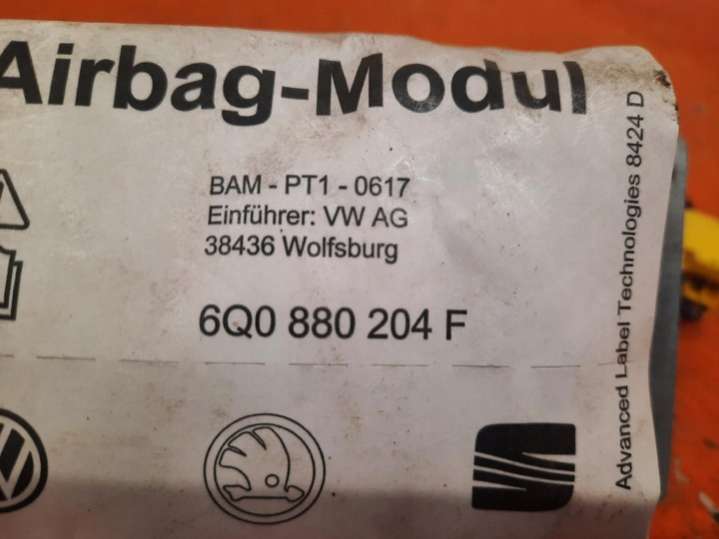 Airbag-Modul
BAM - PT1 - 0617
Einführer: VW AG
38436 Wolfsburg
6Q0 880 204 F
Advanced Label Technologies 8424 D